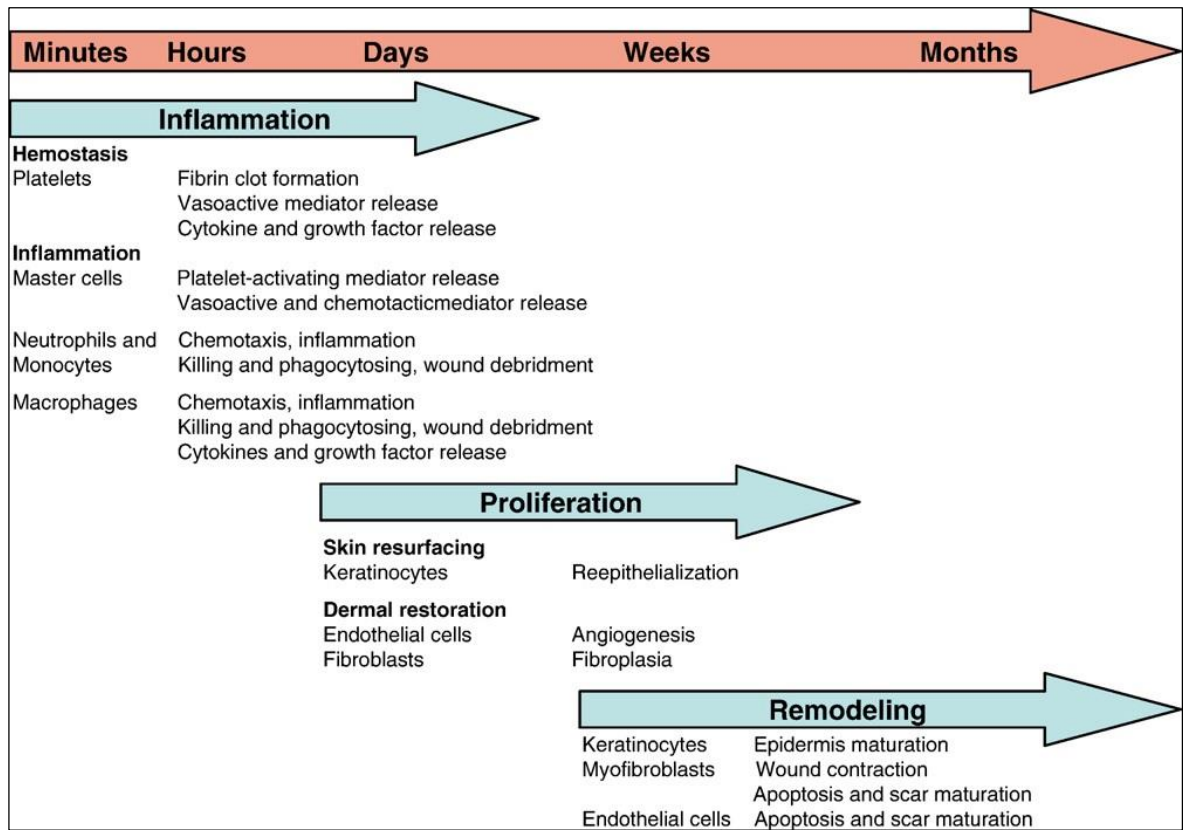 Minutes Hours Days Weeks Months
Inflammation
Hemostasis
Platelets Fibrin clot formation
Vasoactive mediator release
Cytokine and growth factor release
Inflammation
Master cells Platelet-activating mediator release
Vasoactive and chemotacticmediator release
Neutrophils and Chemotaxis, inflammation
Monocytes Killing and phagocytosing, wound debridment
Macrophages Chemotaxis, inflammation
Killing and phagocytosing, wound debridment
Cytokines and growth factor release
Proliferation
Skin resurfacing
Keratinocytes Reepithelialization
Dermal restoration
Endothelial cells Angiogenesis
Fibroblasts Fibroplasia
Remodeling
Keratinocytes Epidermis maturation
Myofibroblasts Wound contraction
Apoptosis and scar maturation
Endothelial cells Apoptosis and scar maturation